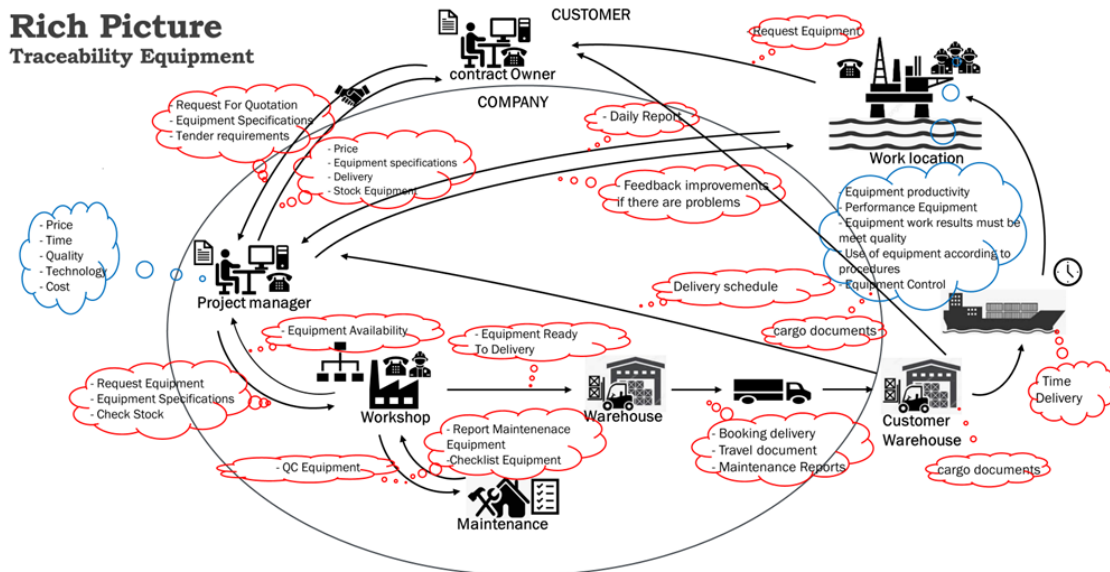 Rich Picture
Traceability Equipment
CUSTOMER
contract Owner
COMPANY
Request Equipment
Work location
- Request For Quotation
- Equipment Specifications
- Tender requirements
- Price
- Equipment specifications
- Delivery
- Stock Equipment
- Daily Report
- Feedback improvements
if there are problems
- Equipment productivity
- Performance Equipment
- Equipment work results must be
meet quality
- Use of equipment according to
procedures
- Equipment Control
- Price
- Time
- Quality
- Technology
- Cost
Project manager
Delivery schedule
cargo documents
- Equipment Availability
- Equipment Ready
To Delivery
- Request Equipment
- Equipment Specifications
- Check Stock
Workshop
Warehouse
Customer
Warehouse
Time
Delivery
- Report Maintenenace
Equipment
-Checklist Equipment
- Booking delivery
- Travel document
- Maintenance Reports
- QC Equipment
cargo documents
Maintenance